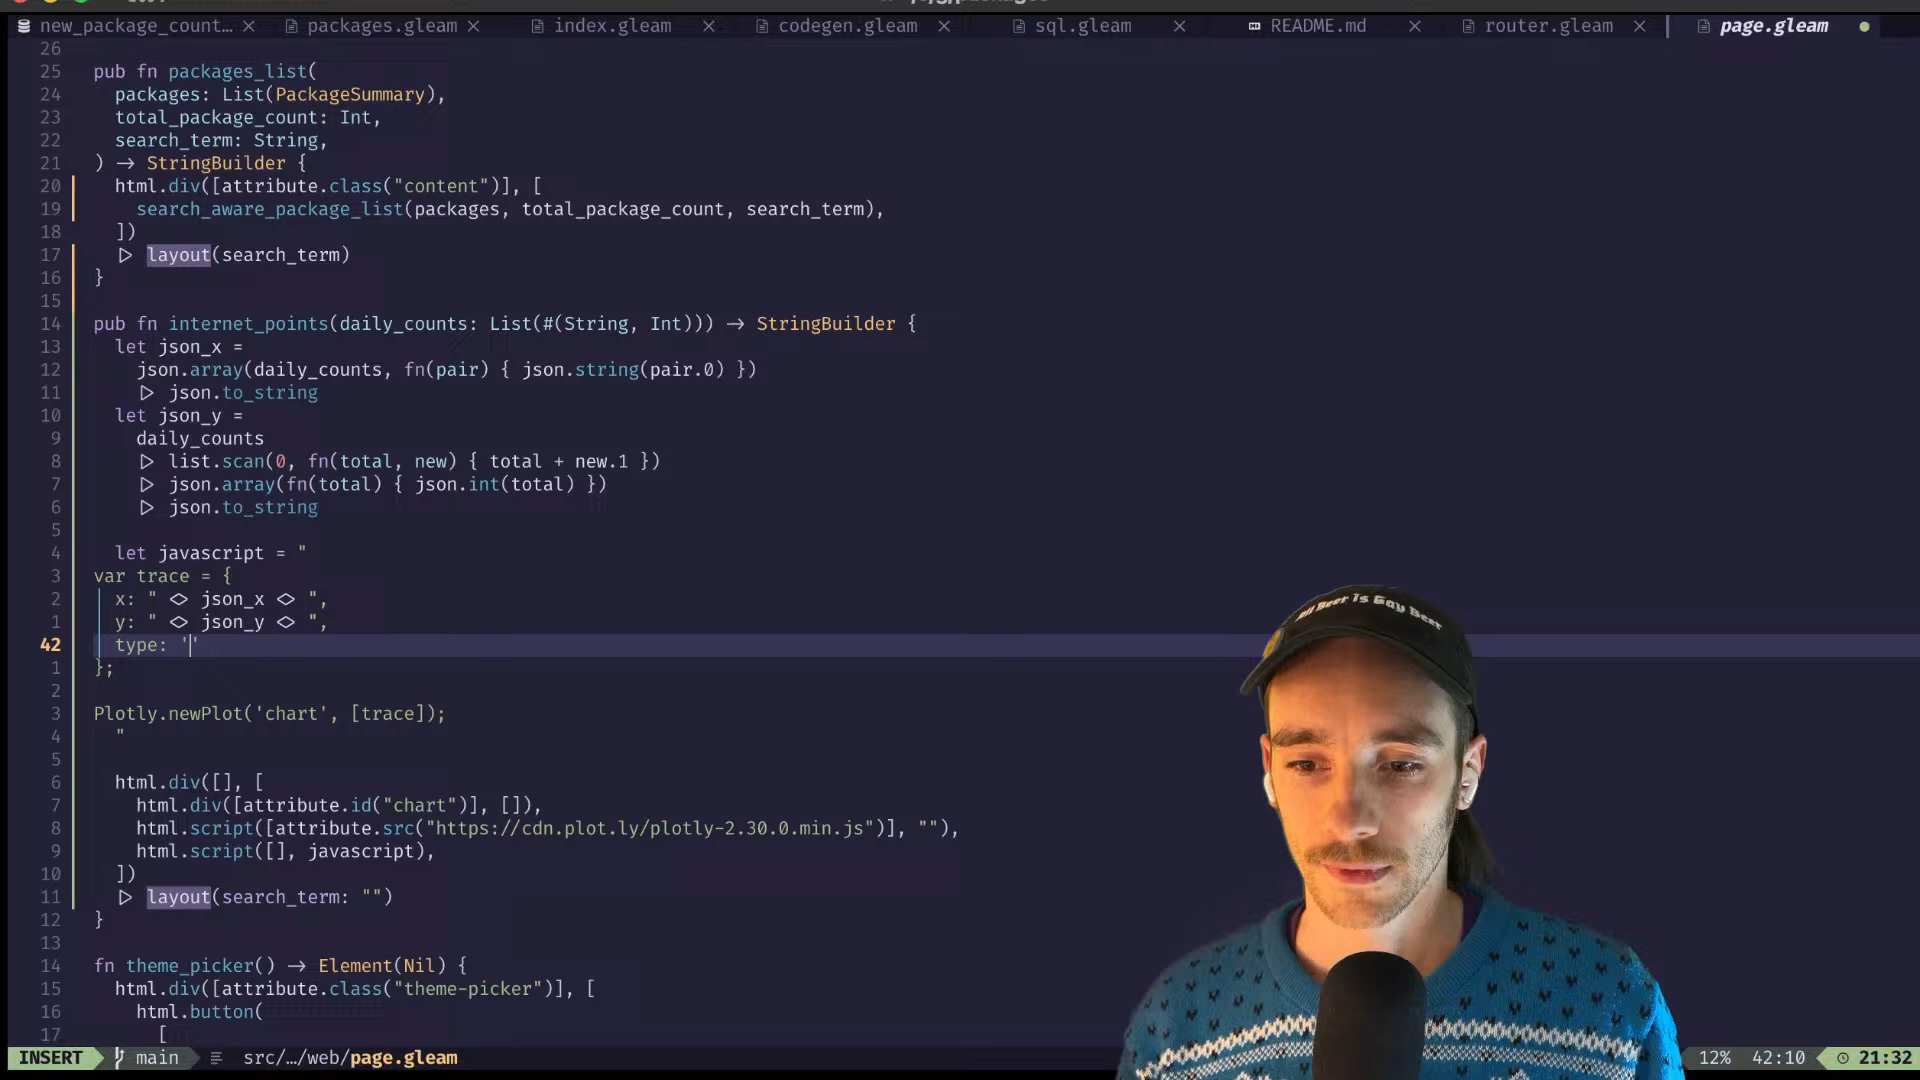 new_package_count… packages.gleam index.gleam codegen.gleam sql.gleam README.md router.gleam page.gleam
26
25 pub fn packages_list(
24 packages: List(PackageSummary),
23 total_package_count: Int,
22 search_term: String,
21 ) -> StringBuilder {
20 html.div([attribute.class("content")], [
19 search_aware_package_list(packages, total_package_count, search_term),
18 ])
17 |> layout(search_term)
16 }
15
14 pub fn internet_points(daily_counts: List(#(String, Int))) -> StringBuilder {
13 let json_x =
12 json.array(daily_counts, fn(pair) { json.string(pair.0) })
11 |> json.to_string
10 let json_y =
9 daily_counts
8 |> list.scan(0, fn(total, new) { total + new.1 })
7 |> json.array(fn(total) { json.int(total) })
6 |> json.to_string
5
4 let javascript = "
3 var trace = {
2 x: " <> json_x <> ",
1 y: " <> json_y <> ",
42 type: ''
1 };
2
3 Plotly.newPlot('chart', [trace]);
4 "
5
6 html.div([], [
7 html.div([attribute.id("chart")], []),
8 html.script([attribute.src("https://cdn.plot.ly/plotly-2.30.0.min.js")], ""),
9 html.script([], javascript),
10 ])
11 |> layout(search_term: "")
12 }
13
14 fn theme_picker() -> Element(Nil) {
15 html.div([attribute.class("theme-picker")], [
16 html.button(
17 [
INSERT main src/…/web/page.gleam 12% 42:10 21:32
All Beer is Gay Beer